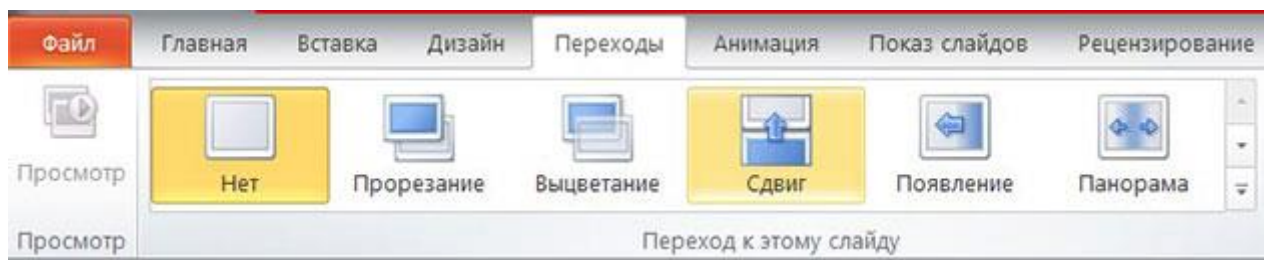 Файл Главная Вставка Дизайн Переходы Анимация Показ слайдов Рецензирование
Просмотр Нет Прорезание Выцветание Сдвиг Появление Панорама
Просмотр Переход к этому слайду